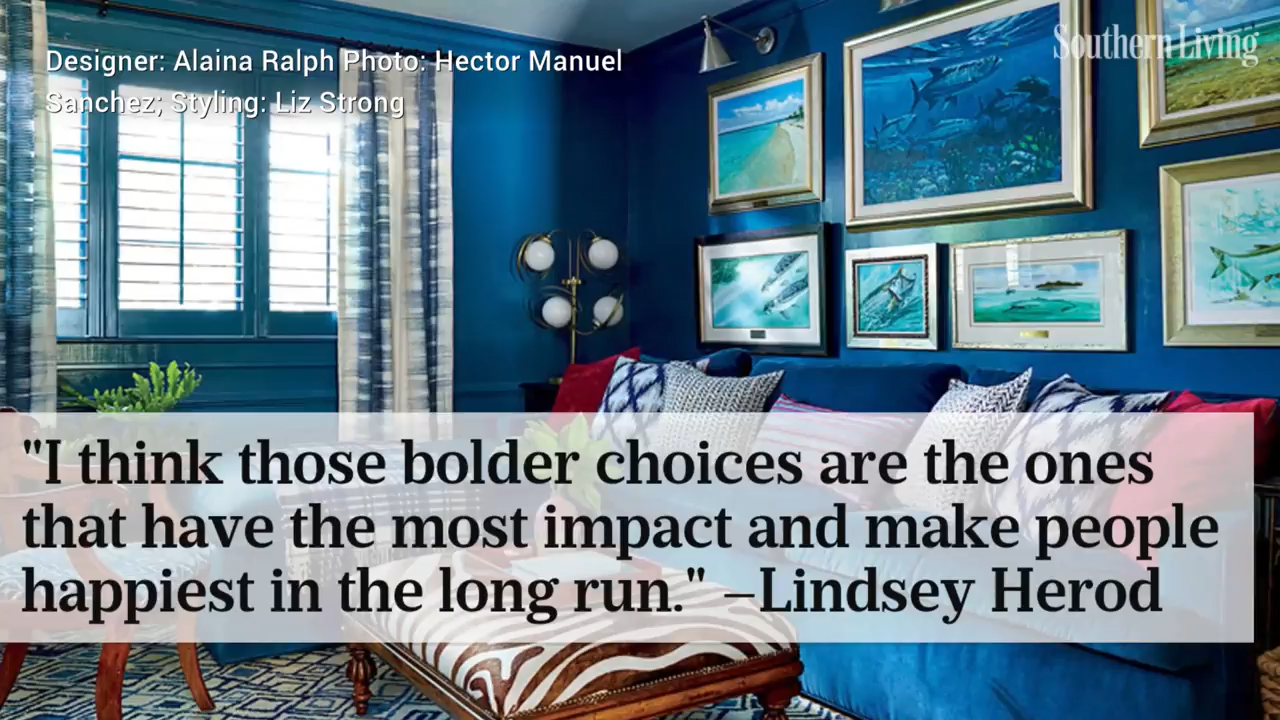 Southern Living
Designer: Alaina Ralph Photo: Hector Manuel
Sanchez; Styling: Liz Strong
"I think those bolder choices are the ones
that have the most impact and make people
happiest in the long run." –Lindsey Herod